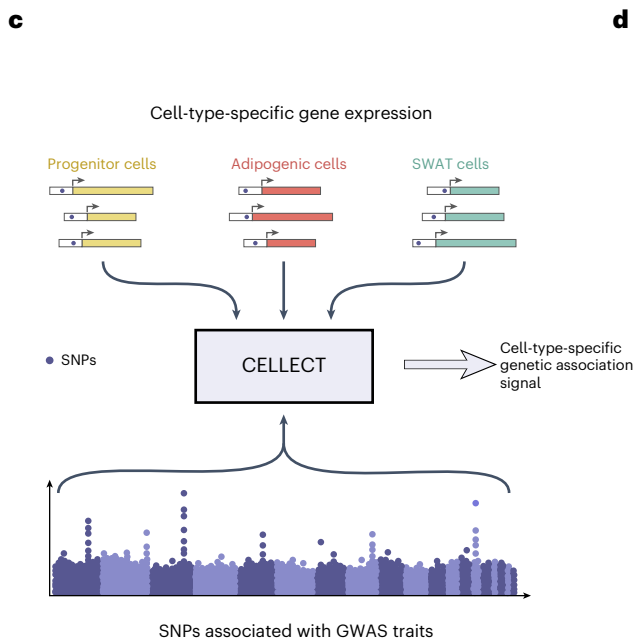 c
d
Cell-type-specific gene expression
Progenitor cells
Adipogenic cells
SWAT cells
SNPs
CELLECT
Cell-type-specific
genetic association
signal
SNPs associated with GWAS traits